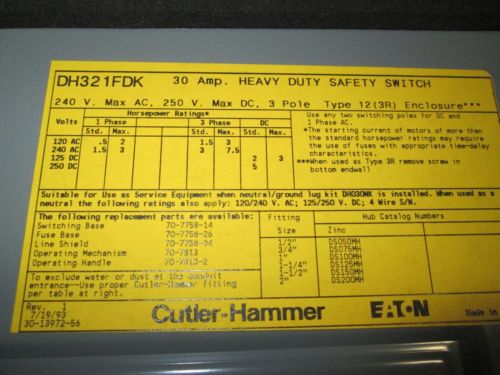 DH321FDK 30 Amp. HEAVY DUTY SAFETY SWITCH
240 V. Max AC, 250 V. Max DC, 3 Pole Type 12(3R) Enclosure***
Horsepower Ratings*
Volts 1 Phase 3 Phase DC
Std. Max. Std. Max. Std. Max.
120 AC .5 2 1.5 3
240 AC 1.5 3 3 7.5
125 DC 2 3
250 DC 5
Use any two switching poles for DC and
1 Phase AC.
*The starting current of motors of more than
standard horsepower ratings may require
the use of fuses with appropriate time-delay
characteristics.
***When used as Type 3R remove screw in
bottom endwall
Suitable for Use as Service Equipment when neutral/ground lug kit DH030NK is installed. When used as a
neutral the following ratings also apply: 120/240 V. AC; 125/250 V. DC; 4 Wire S/N.
The following replacement parts are available:
Switching Base 70-7758-14
Fuse Base 70-7758-26
Line Shield 70-7758-34
Operating Mechanism 70-7313
Operating Handle 70-7313-2
To exclude water or dust at the conduit
entrance-Use proper Cutler-Hammer fitting
per table at right.
Fitting Hub Catalog Numbers
Size Zinc
1/2" DS050MH
3/4" DS075MH
1" DS100MH
1-1/4" DS125MH
1-1/2" DS150MH
2" DS200MH
Rev. 1
7/19/93
30-13972-56
Cutler-Hammer
EATON
Made in